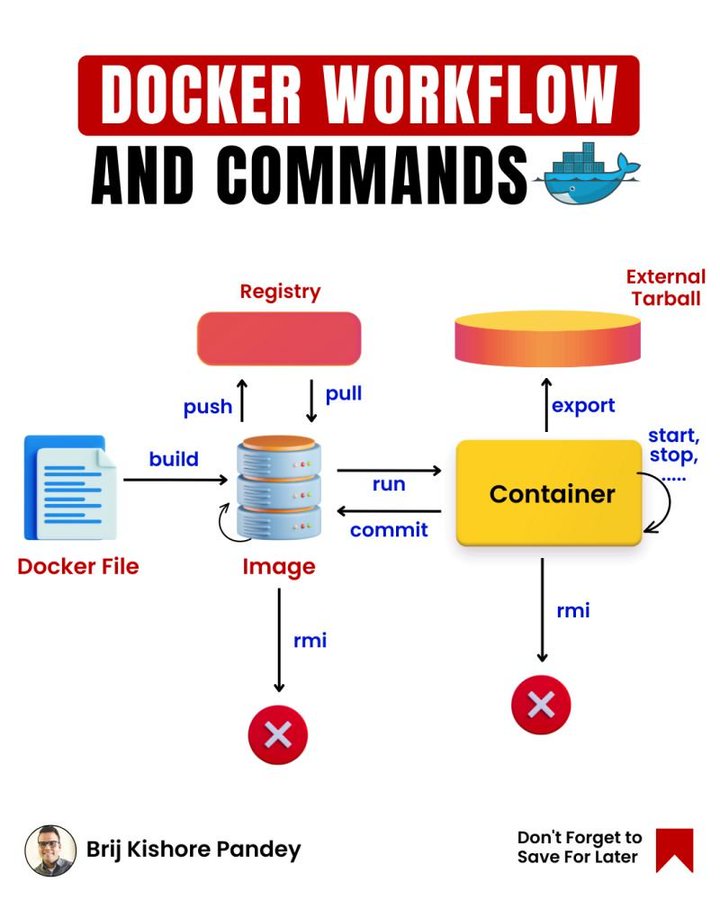 DOCKER WORKFLOW
AND COMMANDS
External
Tarball
Registry
push
pull
export
start,
stop,
.....
build
run
Container
commit
Docker File
Image
rmi
rmi
Brij Kishore Pandey
Don't Forget to
Save For Later